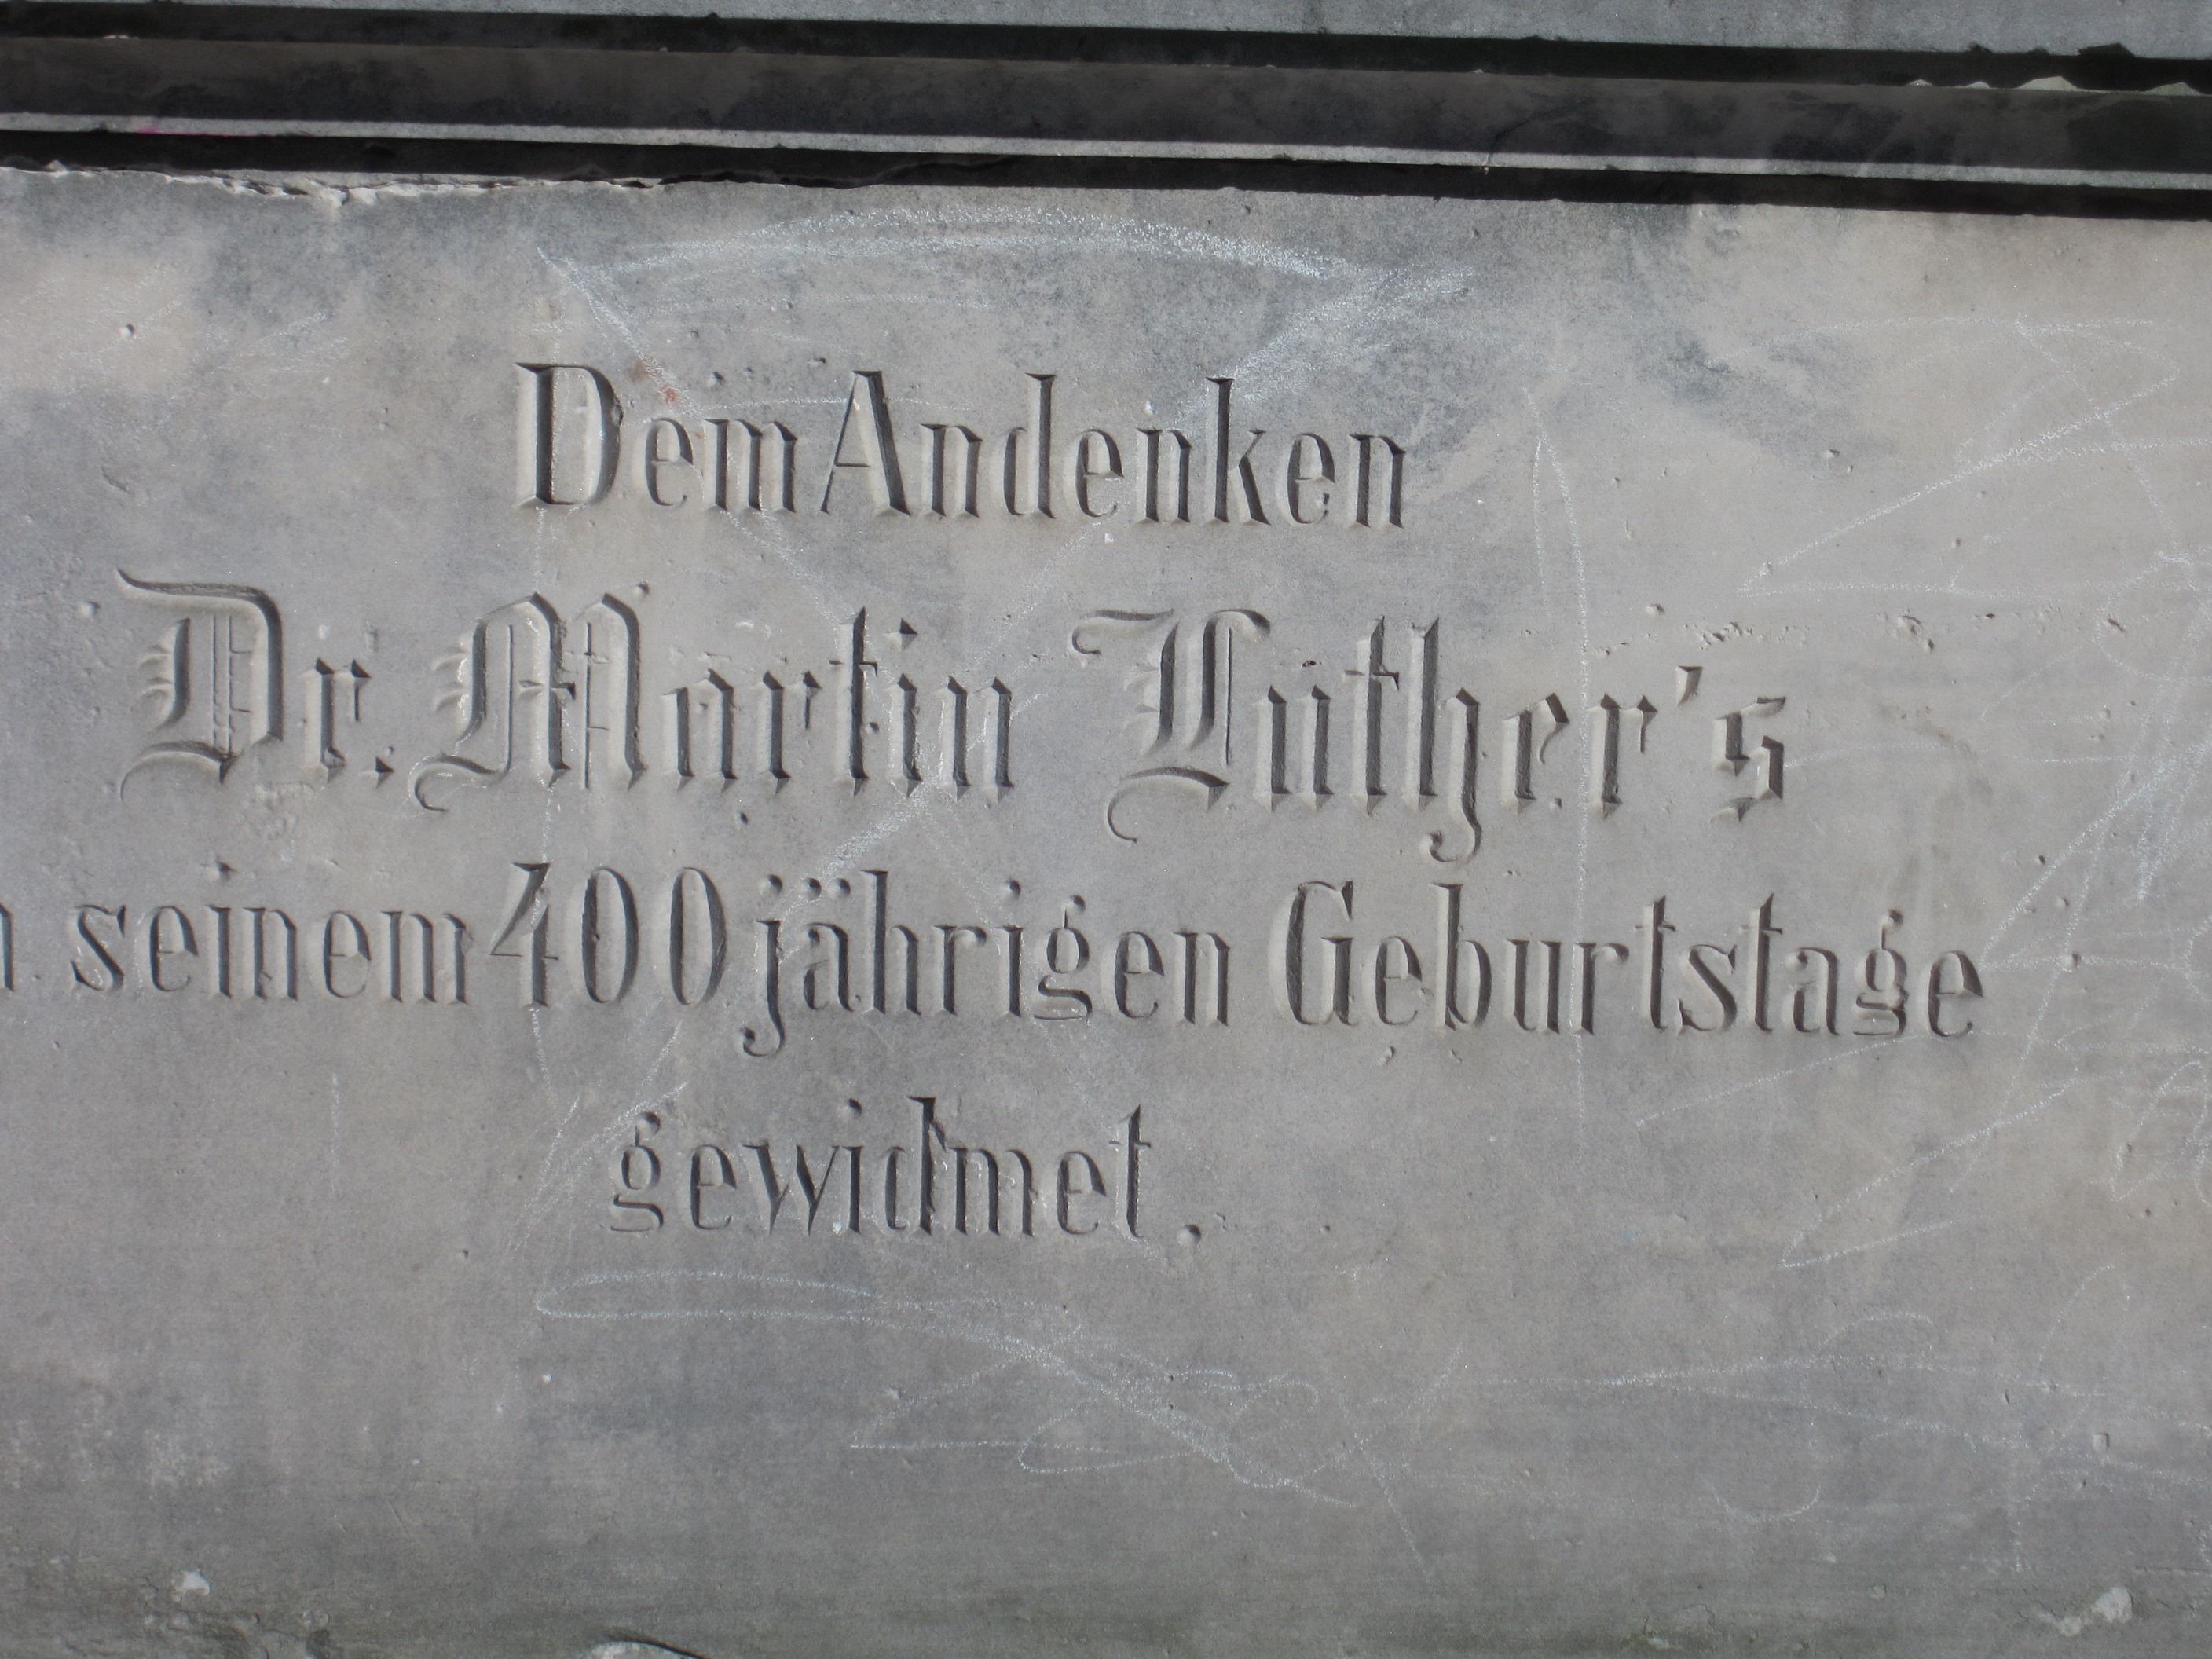 Dem Andenken
Dr. Martin Luther's
seinem 400 jährigen Geburtstage
gewidmet.